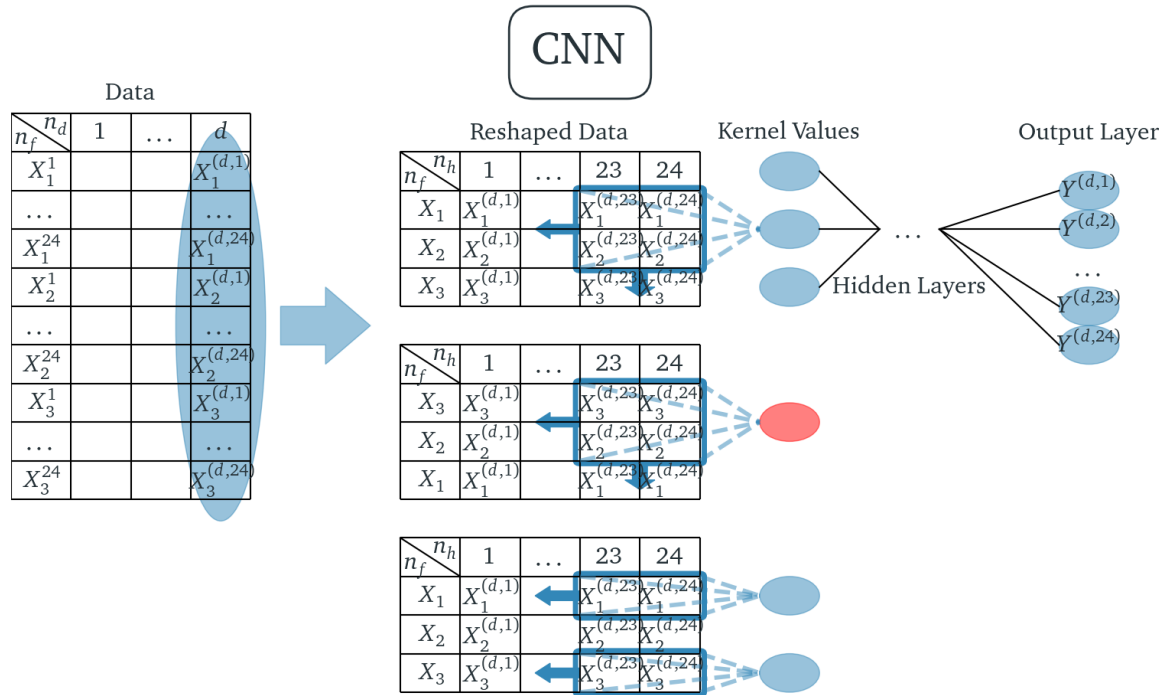 CNN
Data
n_f n_d 1 ... d
X_1^1 X_1^{(d,1)}
... ...
X_1^{24} X_1^{(d,24)}
X_2^1 X_2^{(d,1)}
... ...
X_2^{24} X_2^{(d,24)}
X_3^1 X_3^{(d,1)}
... ...
X_3^{24} X_3^{(d,24)}
Reshaped Data
n_f n_h 1 ... 23 24
X_1 X_1^{(d,1)} X_1^{(d,23)} X_1^{(d,24)}
X_2 X_2^{(d,1)} X_2^{(d,23)} X_2^{(d,24)}
X_3 X_3^{(d,1)} X_3^{(d,23)} X_3^{(d,24)}
n_f n_h 1 ... 23 24
X_3 X_3^{(d,1)} X_3^{(d,23)} X_3^{(d,24)}
X_2 X_2^{(d,1)} X_2^{(d,23)} X_2^{(d,24)}
X_1 X_1^{(d,1)} X_1^{(d,23)} X_1^{(d,24)}
n_f n_h 1 ... 23 24
X_1 X_1^{(d,1)} X_1^{(d,23)} X_1^{(d,24)}
X_2 X_2^{(d,1)} X_2^{(d,23)} X_2^{(d,24)}
X_3 X_3^{(d,1)} X_3^{(d,23)} X_3^{(d,24)}
Kernel Values
...
Hidden Layers
Output Layer
Y^{(d,1)}
Y^{(d,2)}
...
Y^{(d,23)}
Y^{(d,24)}